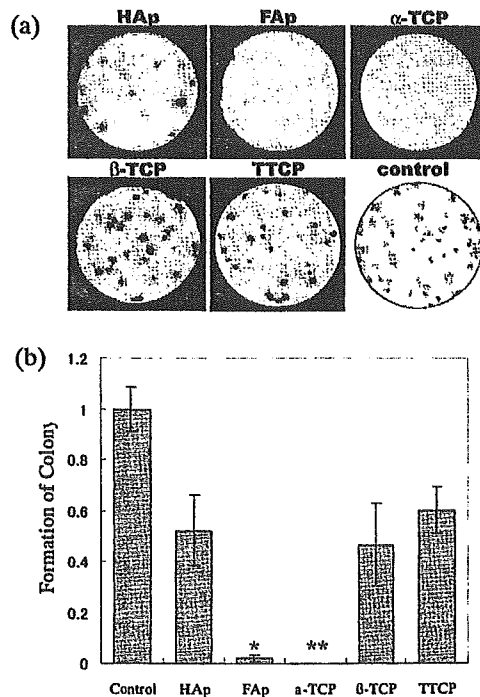 (a)
HAp FAp α-TCP
β-TCP TTCP control
(b)
Formation of Colony
1.2
1
0.8
0.6
0.4
0.2
0
* **
Control HAp FAp a-TCP β-TCP TTCP